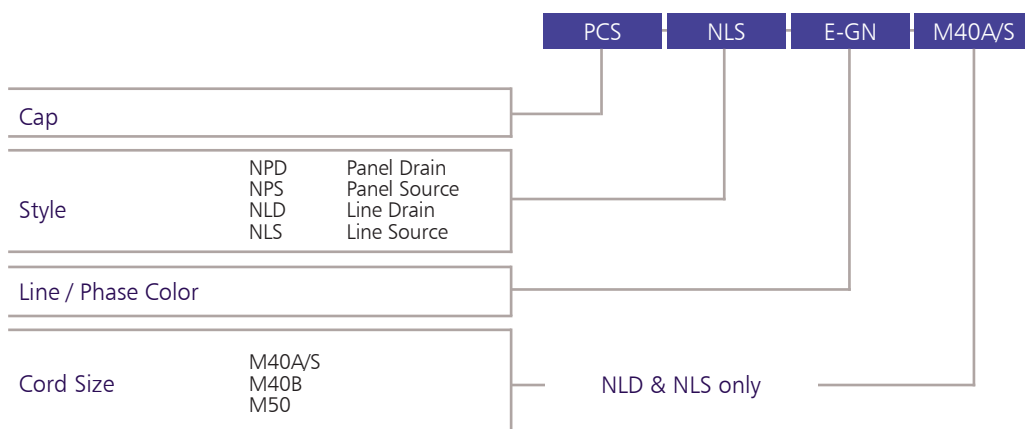 PCS NLS E-GN M40A/S
Cap
Style
NPD Panel Drain
NPS Panel Source
NLD Line Drain
NLS Line Source
Line / Phase Color
Cord Size
M40A/S
M40B
M50
NLD & NLS only